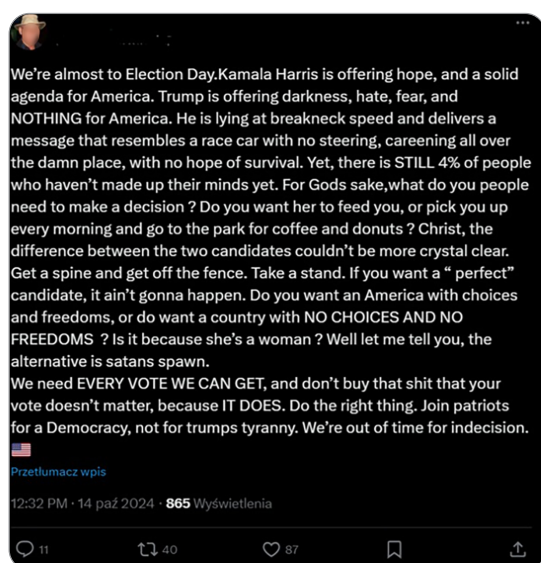 We're almost to Election Day.Kamala Harris is offering hope, and a solid
agenda for America. Trump is offering darkness, hate, fear, and
NOTHING for America. He is lying at breakneck speed and delivers a
message that resembles a race car with no steering, careening all over
the damn place, with no hope of survival. Yet, there is STILL 4% of people
who haven't made up their minds yet. For Gods sake,what do you people
need to make a decision ? Do you want her to feed you, or pick you up
every morning and go to the park for coffee and donuts ? Christ, the
difference between the two candidates couldn't be more crystal clear.
Get a spine and get off the fence. Take a stand. If you want a “ perfect”
candidate, it ain't gonna happen. Do you want an America with choices
and freedoms, or do want a country with NO CHOICES AND NO
FREEDOMS  ? Is it because she's a woman ? Well let me tell you, the
alternative is satans spawn.
We need EVERY VOTE WE CAN GET, and don't buy that shit that your
vote doesn't matter, because IT DOES. Do the right thing. Join patriots
for a Democracy, not for trumps tyranny. We're out of time for indecision.
Przetłumacz wpis
12:32 PM · 14 paź 2024 · 865 Wyświetlenia
11 40 87